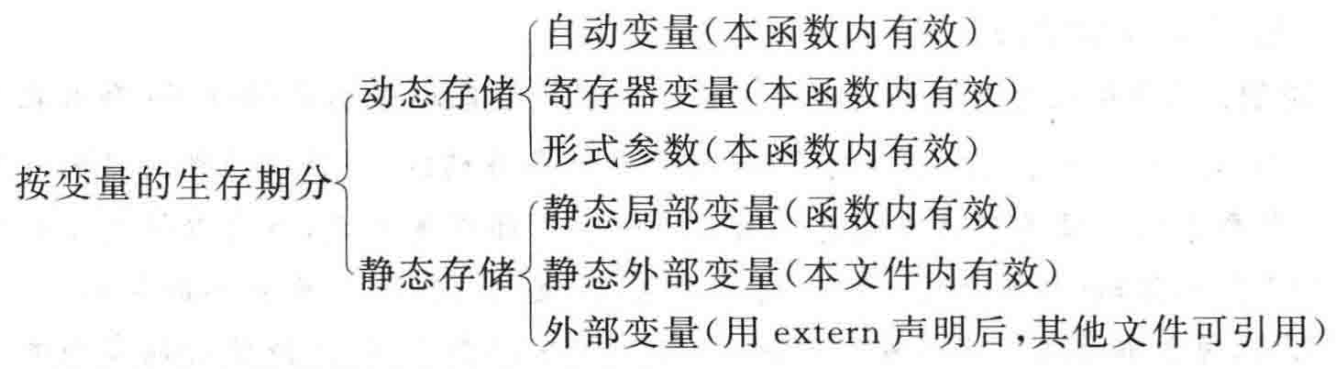 自动变量(本函数内有效)
动态存储 寄存器变量(本函数内有效)
形式参数(本函数内有效)
按变量的生存期分
静态局部变量(函数内有效)
静态存储 静态外部变量(本文件内有效)
外部变量(用 extern 声明后,其他文件可引用)